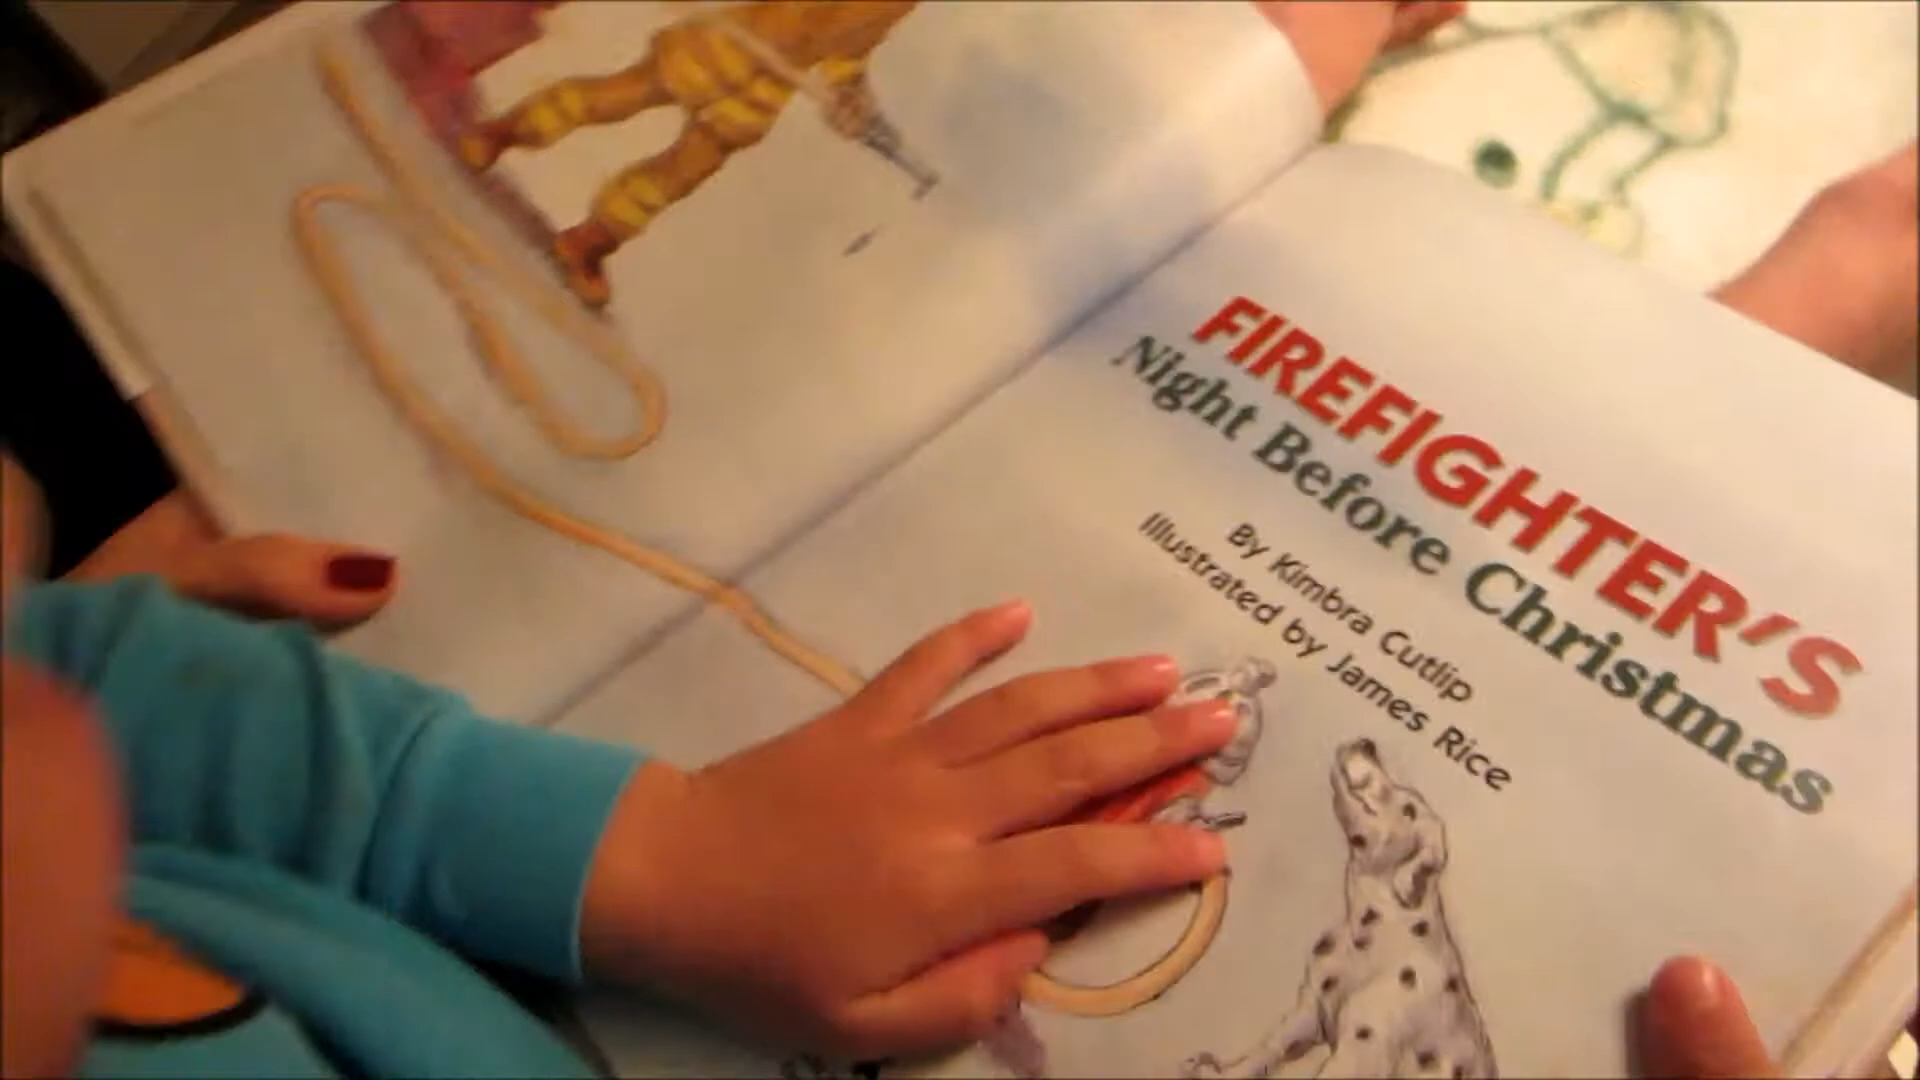 FIREFIGHTER'S
Night Before Christmas
By Kimbra Cutlip
Illustrated by James Rice